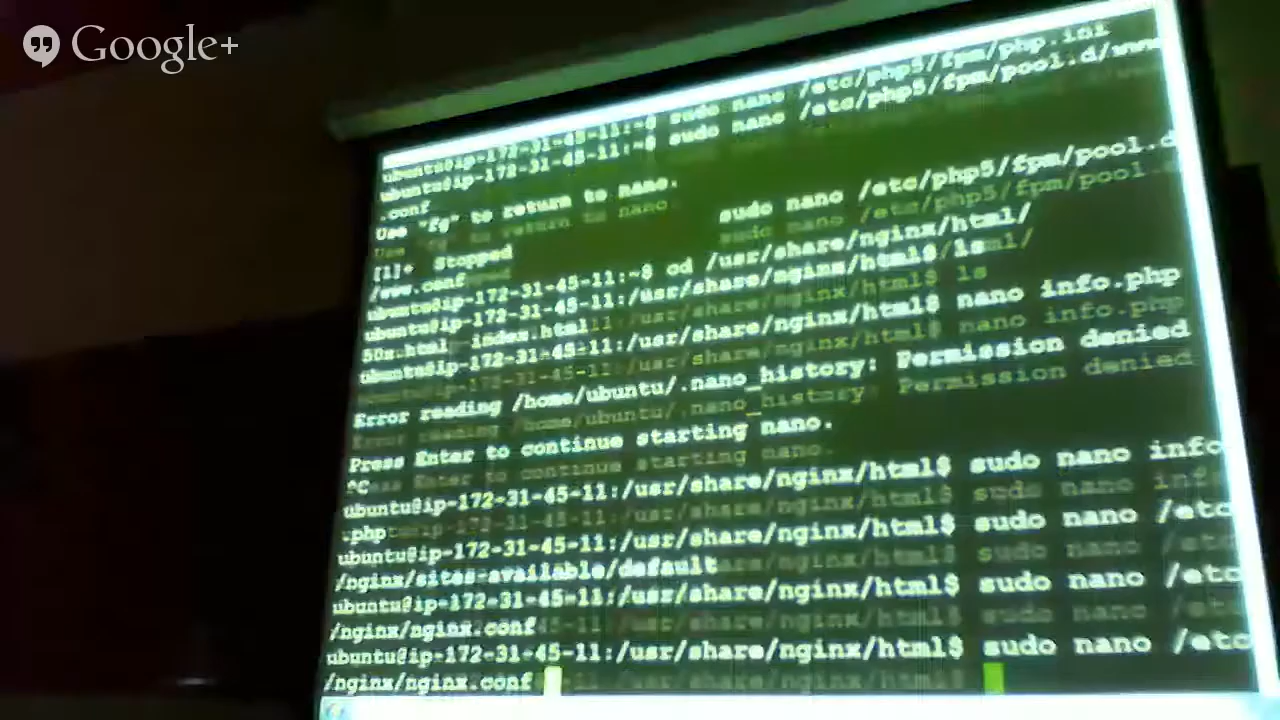 Google+
ubuntu@ip-172-31-45-11:~$ sudo nano /etc/php5/fpm/php.ini
ubuntu@ip-172-31-45-11:~$ sudo nano /etc/php5/fpm/pool.d/www
.conf
Use "fg" to return to nano.
[1]+ Stopped sudo nano /etc/php5/fpm/pool.d
/www.conf
ubuntu@ip-172-31-45-11:~$ cd /usr/share/nginx/html/
ubuntu@ip-172-31-45-11:/usr/share/nginx/html$ ls
50x.html index.html
ubuntu@ip-172-31-45-11:/usr/share/nginx/html$ nano info.php
Error reading /home/ubuntu/.nano_history: Permission denied
Press Enter to continue starting nano.
^C
ubuntu@ip-172-31-45-11:/usr/share/nginx/html$ sudo nano info
.php
ubuntu@ip-172-31-45-11:/usr/share/nginx/html$ sudo nano /etc
/nginx/sites-available/default
ubuntu@ip-172-31-45-11:/usr/share/nginx/html$ sudo nano /etc
/nginx/nginx.conf
ubuntu@ip-172-31-45-11:/usr/share/nginx/html$ sudo nano /etc
/nginx/nginx.conf